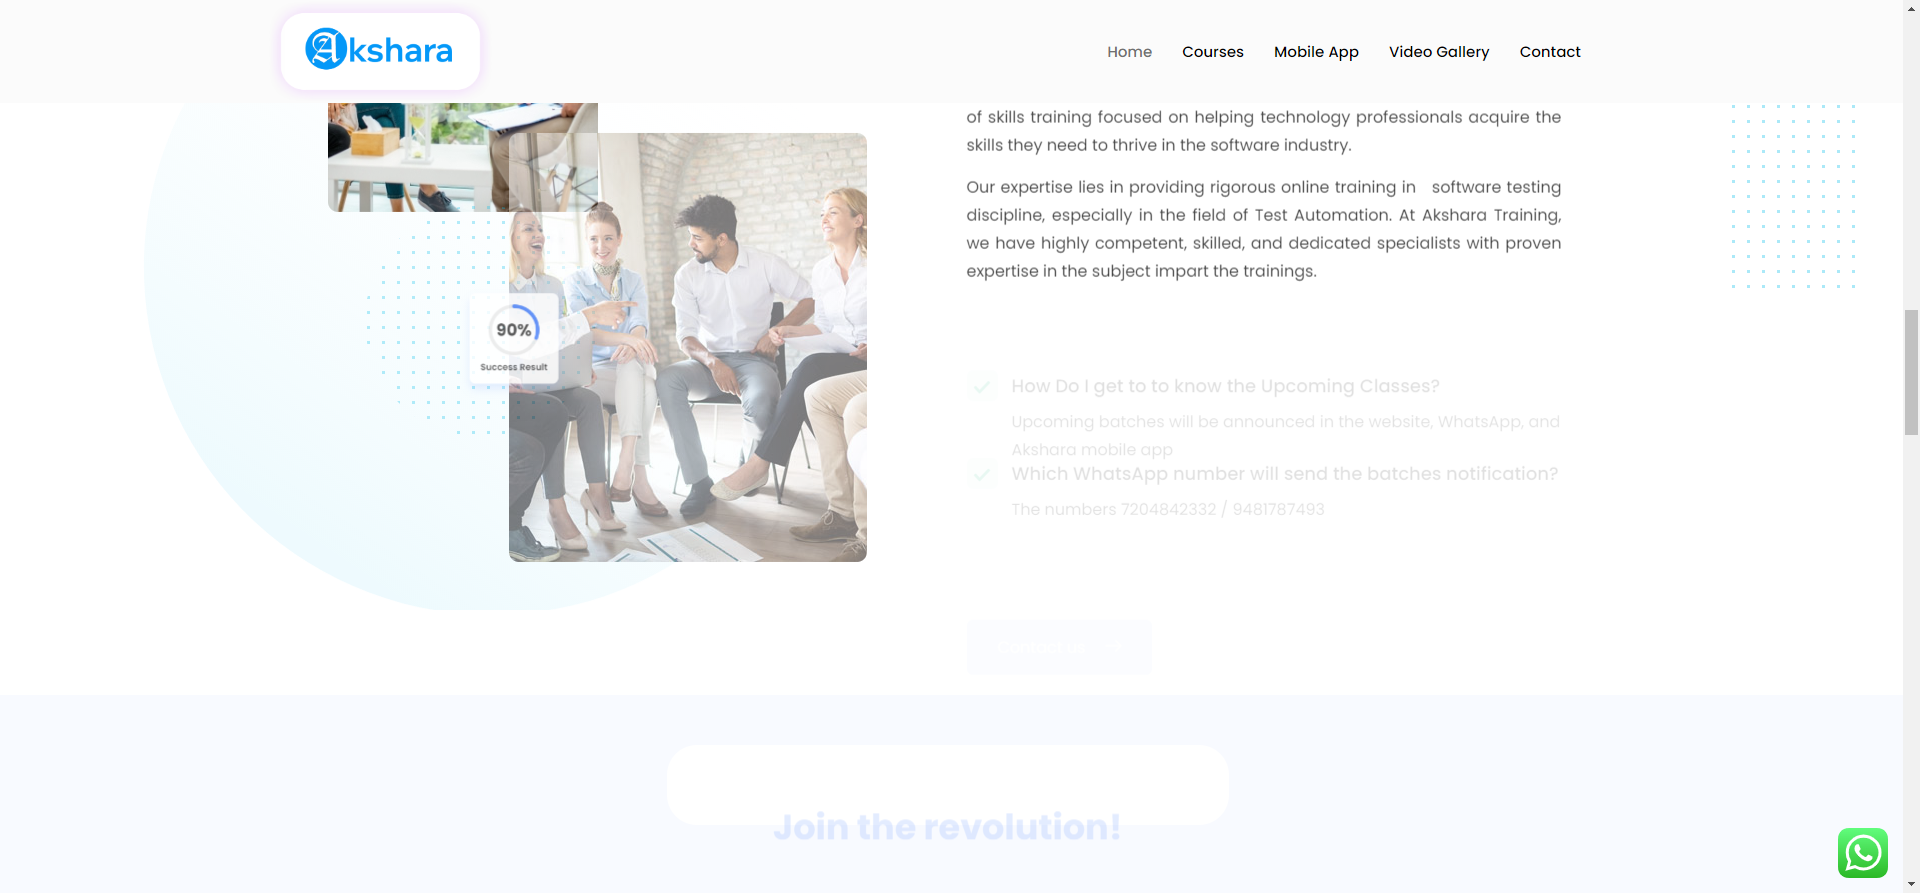 Akshara
Home
Courses
Mobile App
Video Gallery
Contact
of skills training focused on helping technology professionals acquire the
skills they need to thrive in the software industry.
Our expertise lies in providing rigorous online training in software testing
discipline, especially in the field of Test Automation. At Akshara Training,
we have highly competent, skilled, and dedicated specialists with proven
expertise in the subject impart the trainings.
90%
Success Result
How Do I get to to know the Upcoming Classes?
Upcoming batches will be announced in the website, WhatsApp, and
Akshara mobile app
Which WhatsApp number will send the batches notification?
The numbers 7204842332 / 9481787493
Join the revolution!